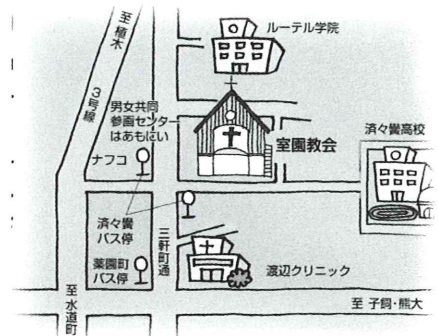 至植木
3号線
ルーテル学院
男女共同
参画センター
はあもにい
ナフコ
室園教会
済々黌高校
済々黌
バス停
三軒町通
薬園町
バス停
渡辺クリニック
至水道町
至 子飼・熊大